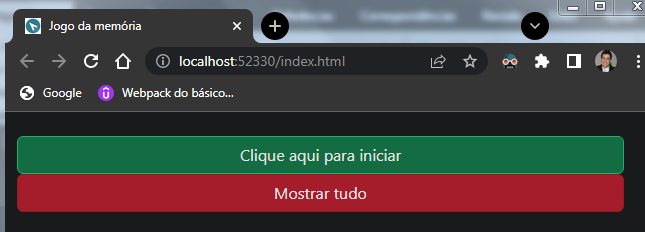 Jogo da memória
localhost:52330/index.html
Google
Webpack do básico...
Clique aqui para iniciar
Mostrar tudo